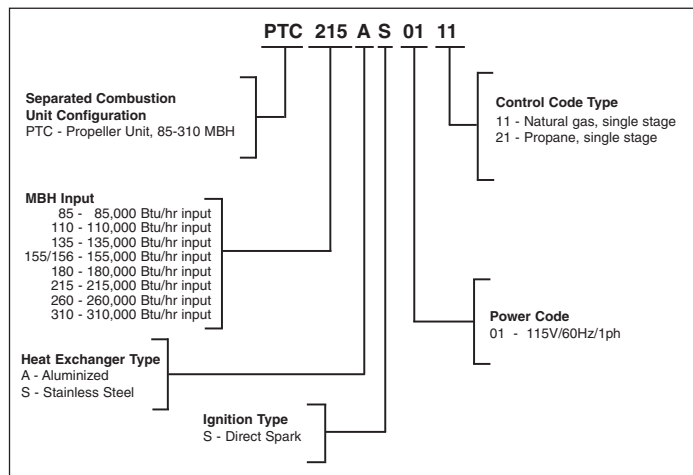 PTC 215 A S 01 11
Separated Combustion
Unit Configuration
PTC - Propeller Unit, 85-310 MBH
Control Code Type
11 - Natural gas, single stage
21 - Propane, single stage
MBH Input
85 - 85,000 Btu/hr input
110 - 110,000 Btu/hr input
135 - 135,000 Btu/hr input
155/156 - 155,000 Btu/hr input
180 - 180,000 Btu/hr input
215 - 215,000 Btu/hr input
260 - 260,000 Btu/hr input
310 - 310,000 Btu/hr input
Power Code
01 - 115V/60Hz/1ph
Heat Exchanger Type
A - Aluminized
S - Stainless Steel
Ignition Type
S - Direct Spark